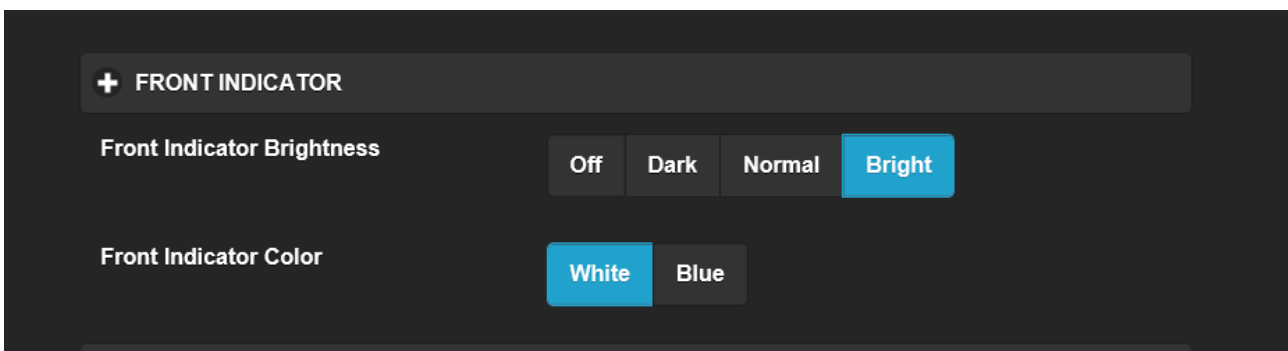 FRONT INDICATOR
Front Indicator Brightness
Off Dark Normal Bright
Front Indicator Color
White Blue